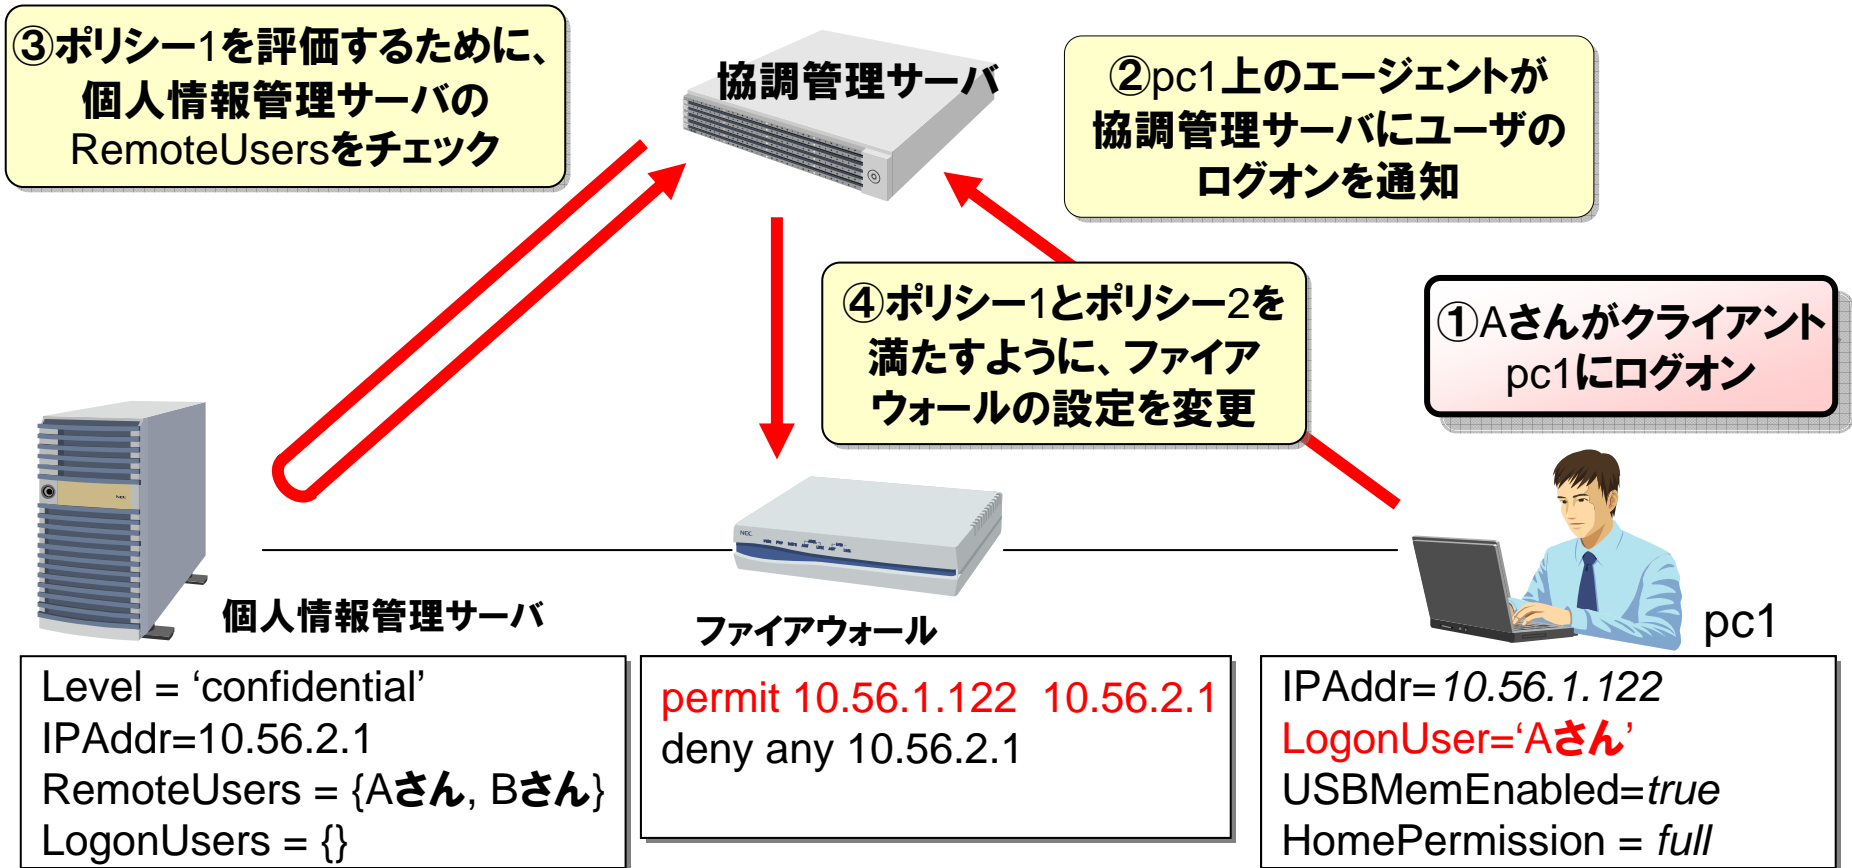 ③ポリシー1を評価するために、
個人情報管理サーバの
RemoteUsersをチェック
協調管理サーバ
②pc1上のエージェントが
協調管理サーバにユーザの
ログオンを通知
④ポリシー1とポリシー2を
満たすように、ファイア
ウォールの設定を変更
①Aさんがクライアント
pc1にログオン
NEC
個人情報管理サーバ
ファイアウォール
pc1
Level = ‘confidential’
IPAddr=10.56.2.1
RemoteUsers = {Aさん, Bさん}
LogonUsers = {}
permit 10.56.1.122 10.56.2.1
deny any 10.56.2.1
IPAddr=10.56.1.122
LogonUser=‘Aさん’
USBMemEnabled=true
HomePermission = full